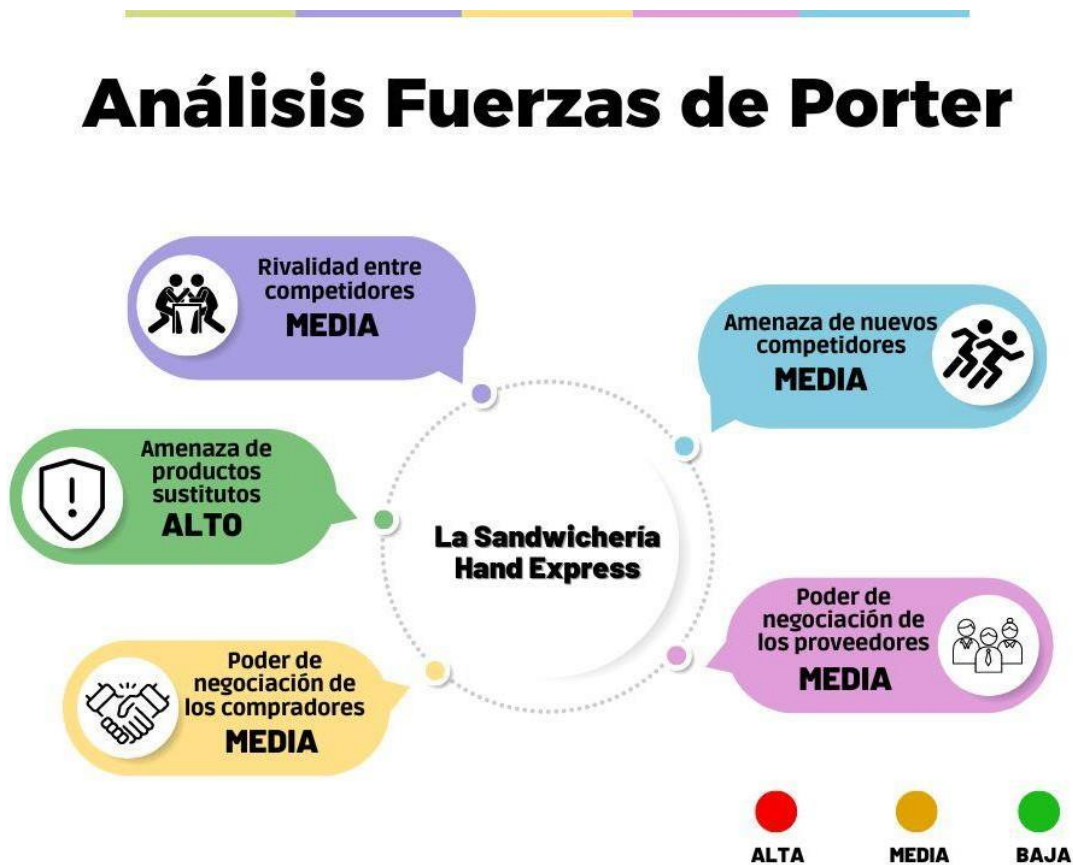 Análisis Fuerzas de Porter
Rivalidad entre
competidores
MEDIA
Amenaza de nuevos
competidores
MEDIA
Amenaza de
productos
sustitutos
ALTO
La Sandwichería
Hand Express
Poder de
negociación de
los proveedores
MEDIA
Poder de
negociación de
los compradores
MEDIA
ALTA
MEDIA
BAJA